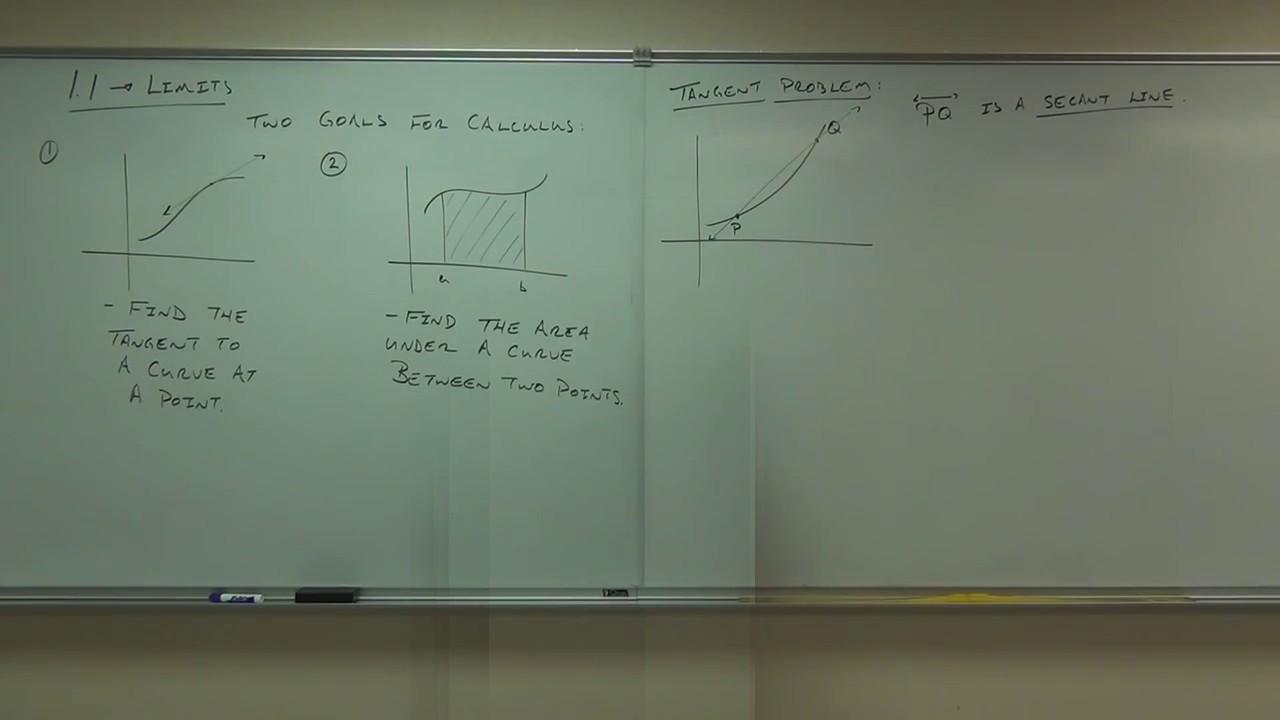 1.1 → LIMITS
TWO GOALS FOR CALCULUS:
①
②
a
b
- FIND THE
TANGENT TO
A CURVE AT
A POINT.
- FIND THE AREA
UNDER A CURVE
BETWEEN TWO POINTS.
TANGENT PROBLEM:
PQ IS A SECANT LINE.
Q
P